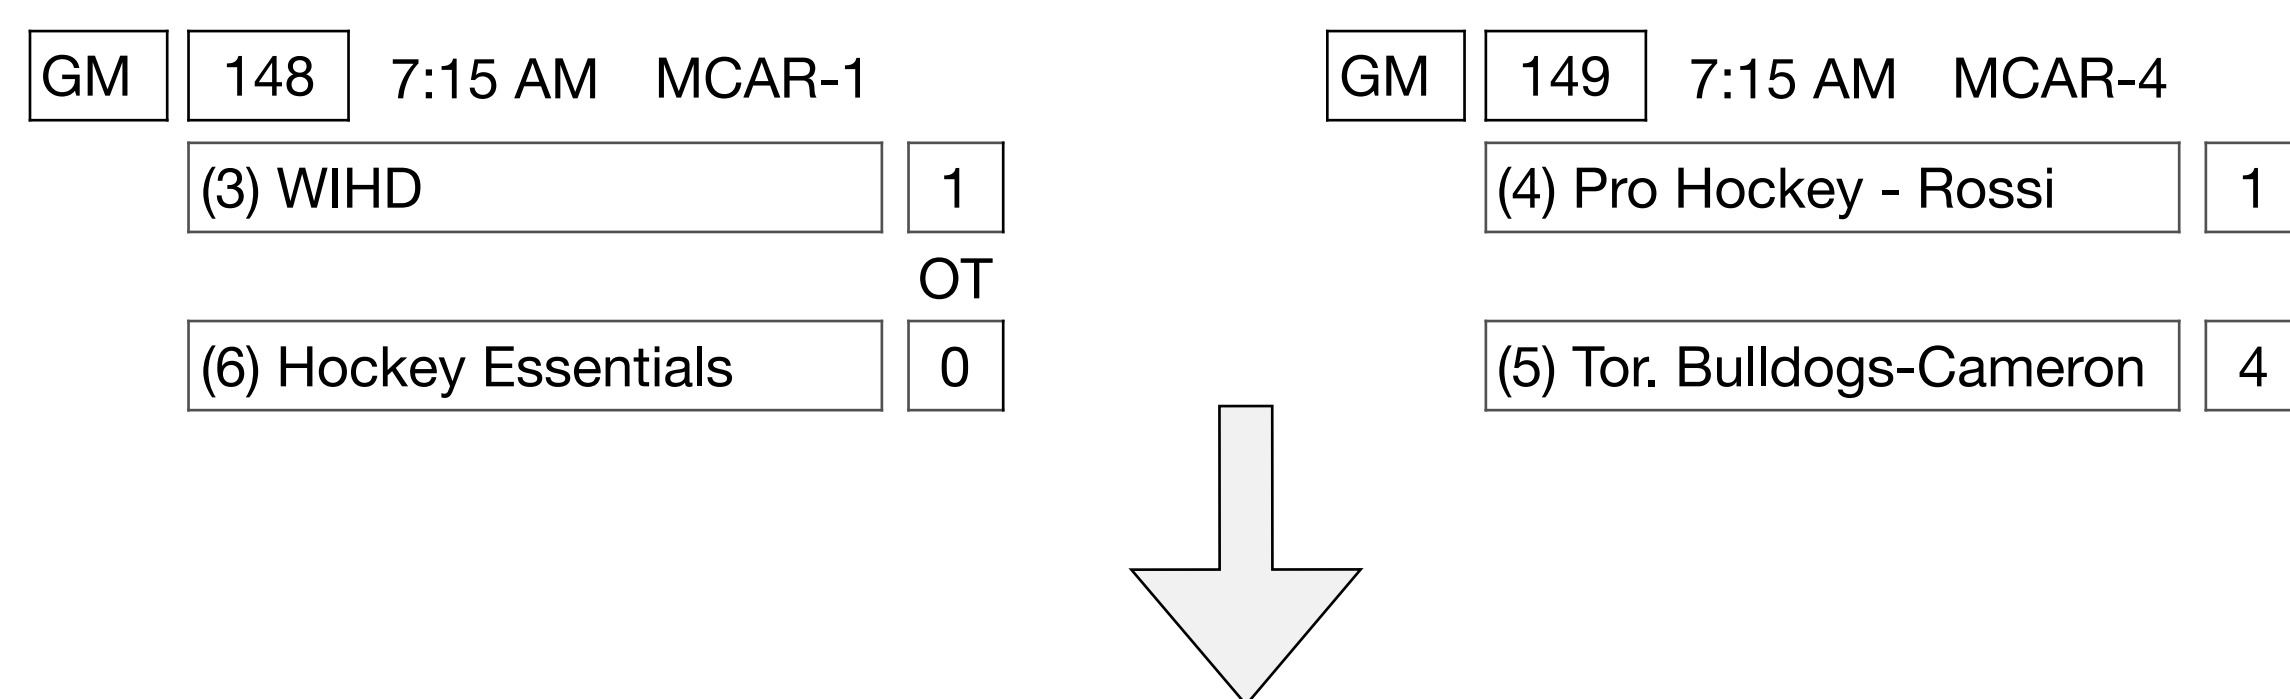 GM 148 7:15 AM MCAR-1
(3) WIHD 1
OT
(6) Hockey Essentials 0
GM 149 7:15 AM MCAR-4
(4) Pro Hockey - Rossi 1
(5) Tor. Bulldogs-Cameron 4